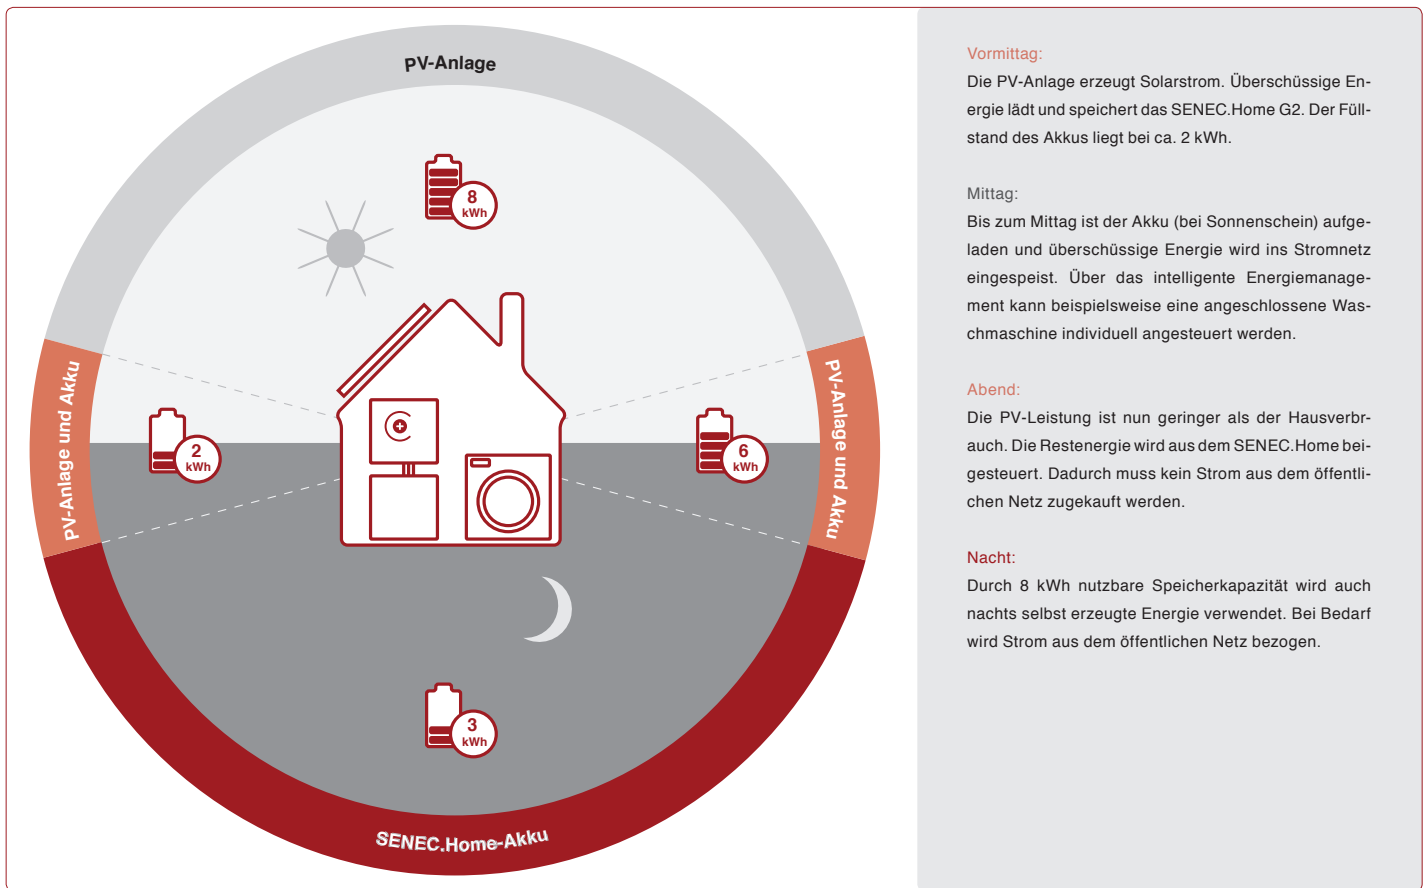 PV-Anlage
8
kWh
PV-Anlage und Akku
2
kWh
6
kWh
PV-Anlage und Akku
3
kWh
SENEC.Home-Akku
Vormittag:
Die PV-Anlage erzeugt Solarstrom. Überschüssige En-
ergie lädt und speichert das SENEC.Home G2. Der Füll-
stand des Akkus liegt bei ca. 2 kWh.
Mittag:
Bis zum Mittag ist der Akku (bei Sonnenschein) aufge-
laden und überschüssige Energie wird ins Stromnetz
eingespeist. Über das intelligente Energiemanage-
ment kann beispielsweise eine angeschlossene Was-
chmaschine individuell angesteuert werden.
Abend:
Die PV-Leistung ist nun geringer als der Hausverbr-
auch. Die Restenergie wird aus dem SENEC.Home bei-
gesteuert. Dadurch muss kein Strom aus dem öffentli-
chen Netz zugekauft werden.
Nacht:
Durch 8 kWh nutzbare Speicherkapazität wird auch
nachts selbst erzeugte Energie verwendet. Bei Bedarf
wird Strom aus dem öffentlichen Netz bezogen.